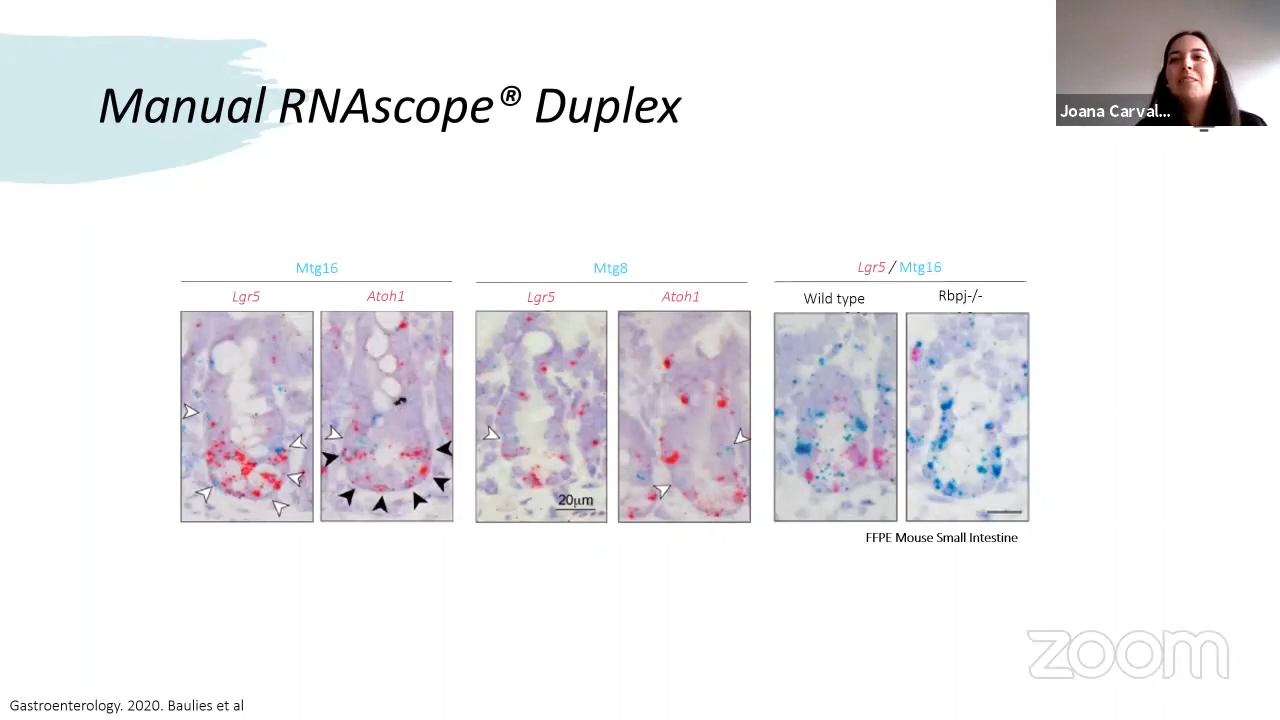 Manual RNAscope® Duplex
Joana Carval...
Mtg16
Mtg8
Lgr5 / Mtg16
Lgr5
Atoh1
Lgr5
Atoh1
Wild type
Rbpj-/-
20µm
FFPE Mouse Small Intestine
zoom
Gastroenterology. 2020. Baulies et al